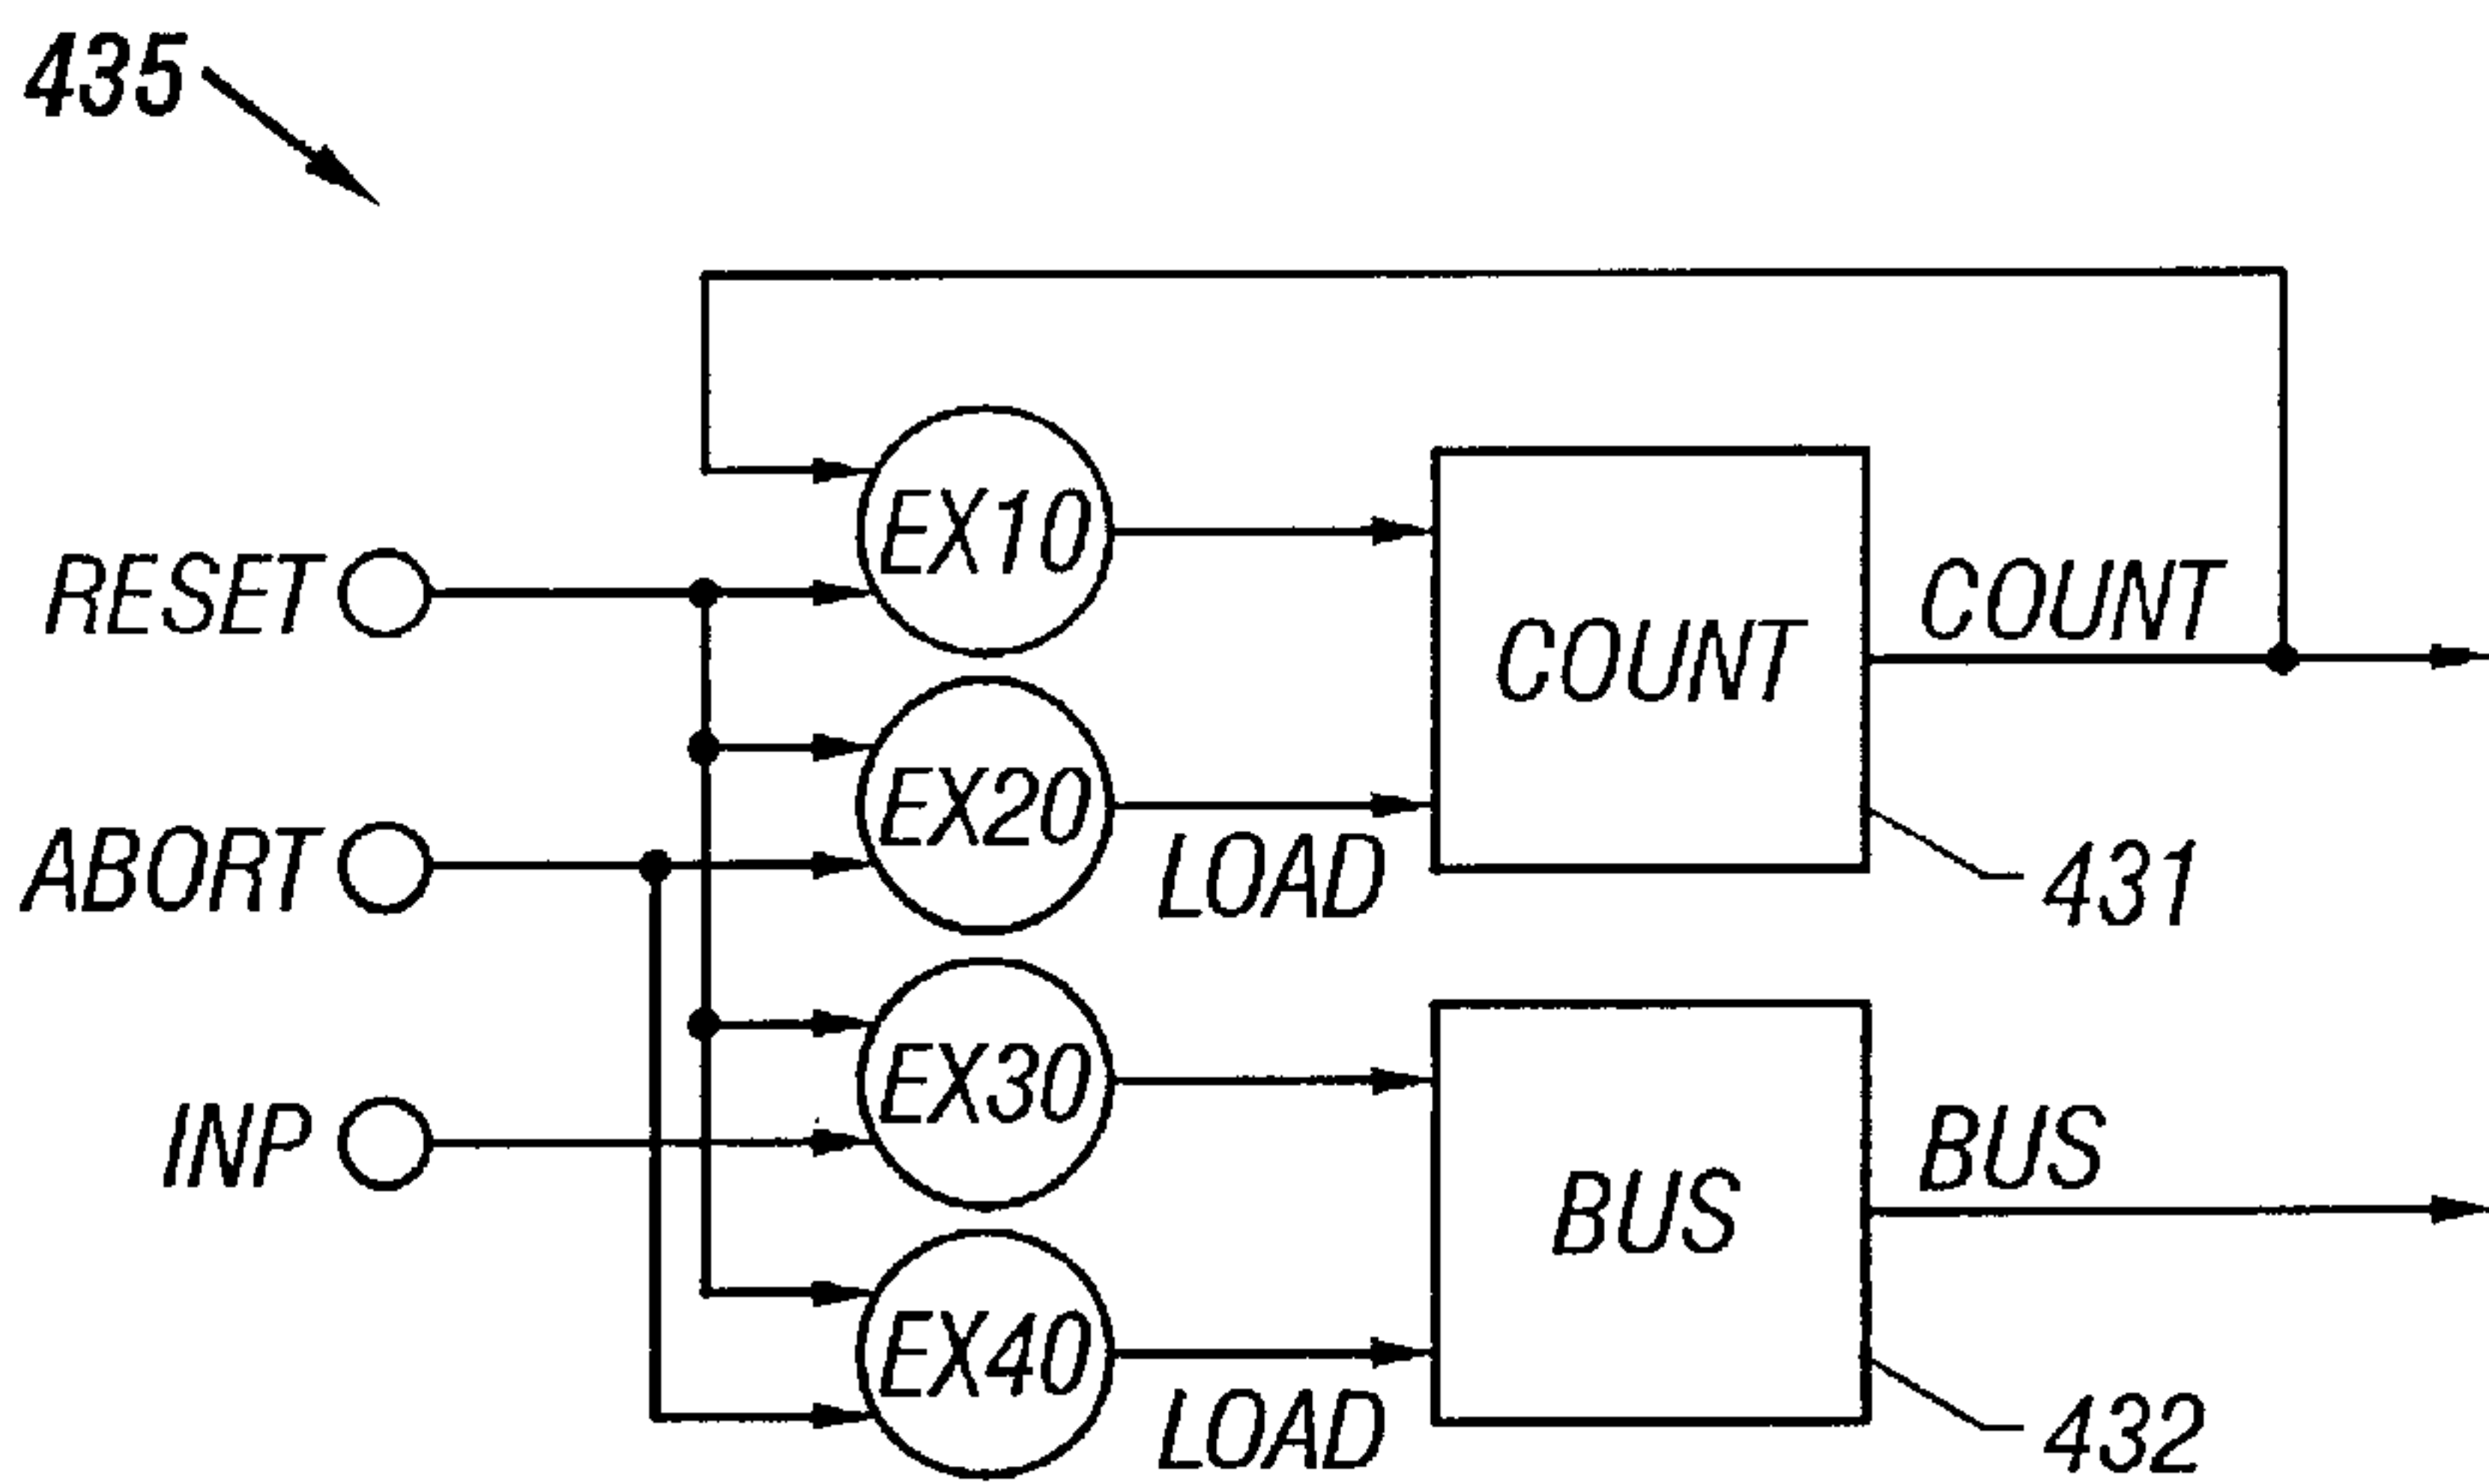 435
EX10
RESET
COUNT
COUNT
EX20
ABORT
LOAD
431
EX30
INP
BUS
BUS
EX40
LOAD
432